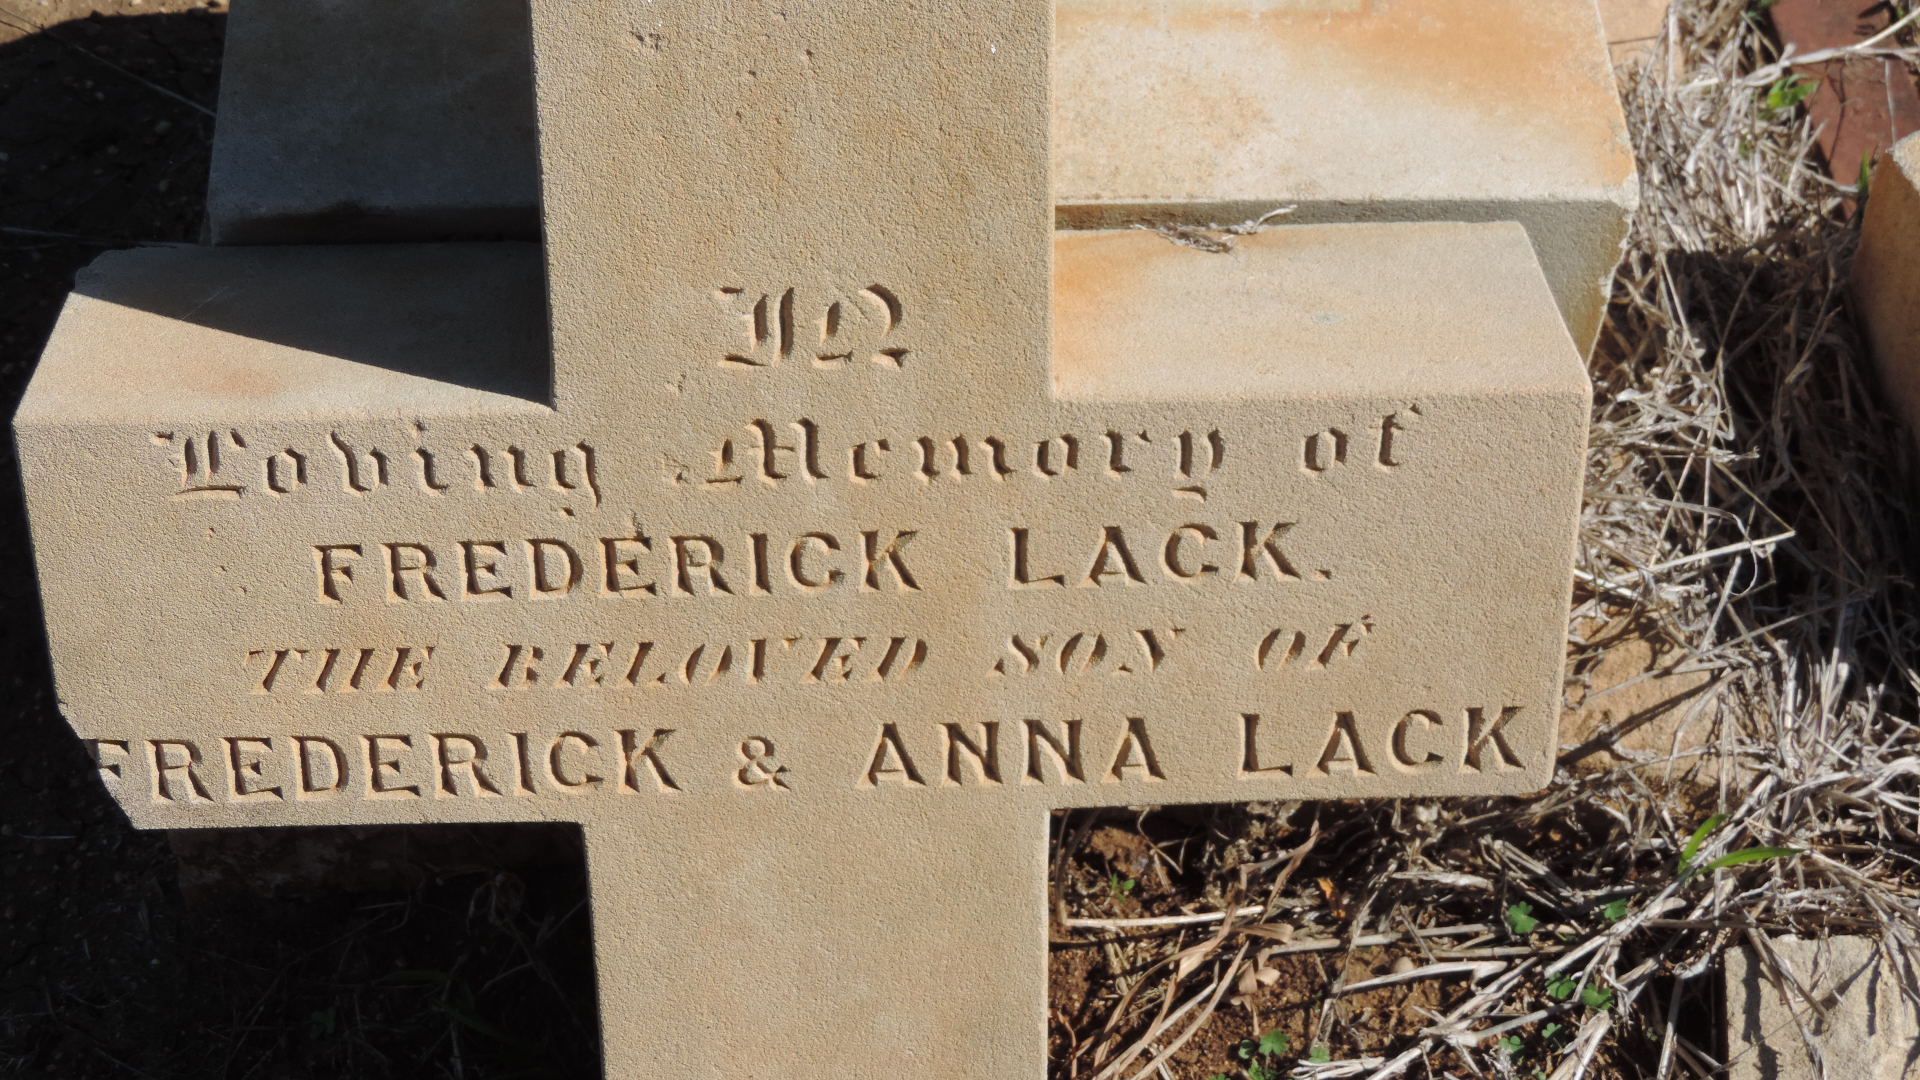 In
Loving Memory of
FREDERICK LACK.
THE BELOVED SON OF
FREDERICK & ANNA LACK